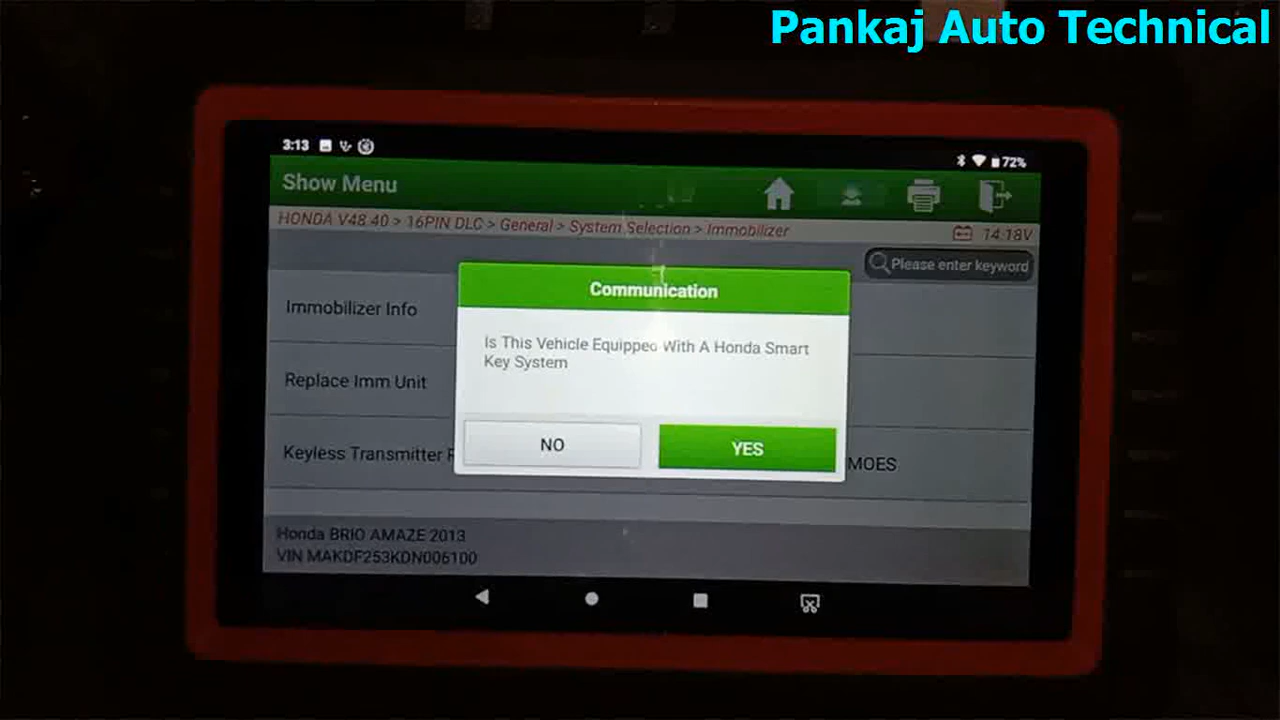 Pankaj Auto Technical
3:13
72%
Show Menu
HONDA V48.40 > 16PIN DLC > General > System Selection > Immobilizer
14.18V
Please enter keyword
Communication
Immobilizer Info
Is This Vehicle Equipped With A Honda Smart
Key System
Replace Imm Unit
NO
YES
Keyless Transmitter
MOES
Honda BRIO AMAZE 2013
VIN MAKDF253KDN006100